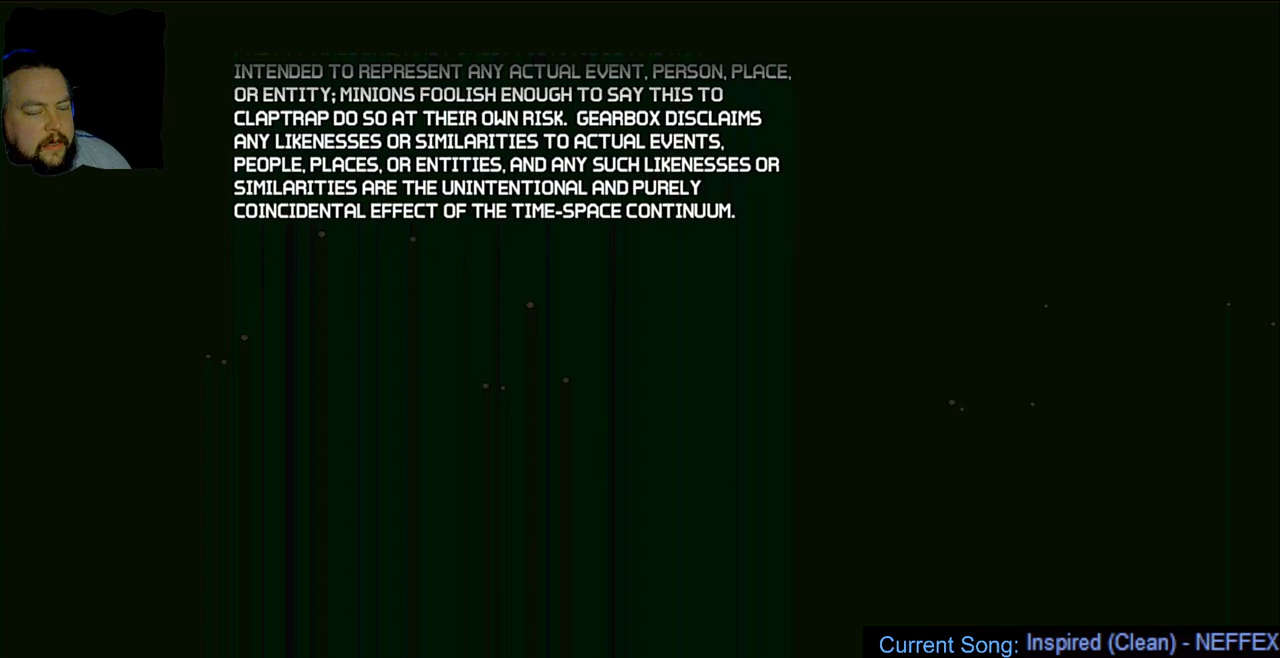 INTENDED TO REPRESENT ANY ACTUAL EVENT, PERSON, PLACE,
OR ENTITY; MINIONS FOOLISH ENOUGH TO SAY THIS TO
CLAPTRAP DO SO AT THEIR OWN RISK. GEARBOX DISCLAIMS
ANY LIKENESSES OR SIMILARITIES TO ACTUAL EVENTS,
PEOPLE, PLACES, OR ENTITIES, AND ANY SUCH LIKENESSES OR
SIMILARITIES ARE THE UNINTENTIONAL AND PURELY
COINCIDENTAL EFFECT OF THE TIME-SPACE CONTINUUM.
Current Song: Inspired (Clean) - NEFFEX